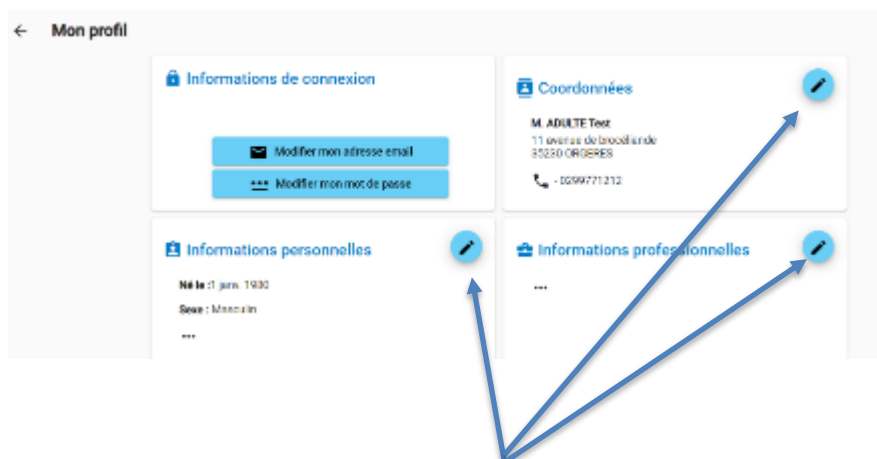 Mon profil
Informations de connexion
Modifier mon adresse email
Modifier mon mot de passe
Coordonnées
M. ADULTE Test
11 avenue de brocéliande
35230 ORGERES
- 0299771212
Informations personnelles
Né le :1 janv. 1900
Sexe : Masculin
...
Informations professionnelles
...